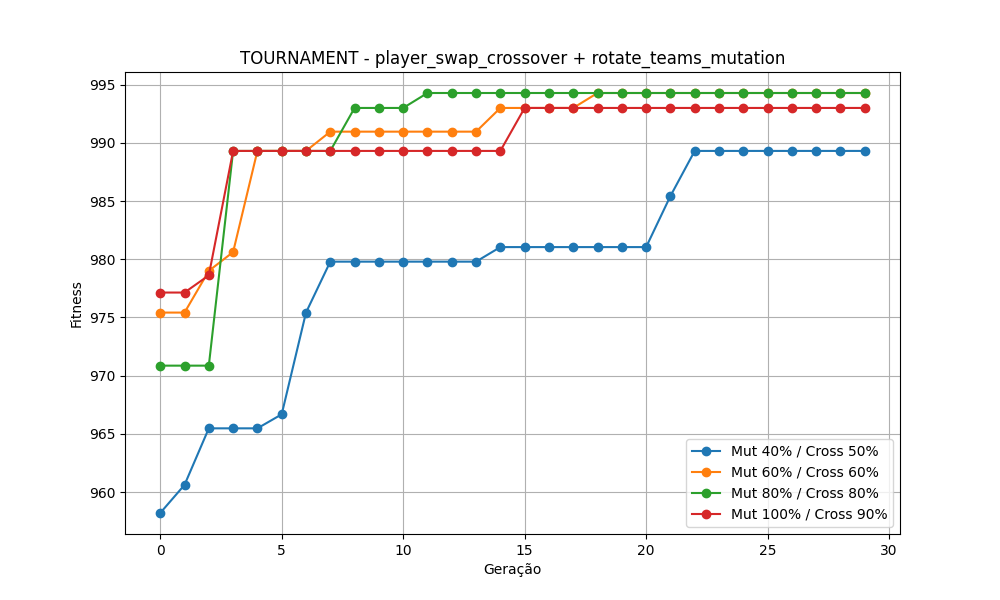 TOURNAMENT - player_swap_crossover + rotate_teams_mutation
995
990
985
980
975
970
965
960
Fitness
0
5
10
15
20
25
30
Geração
Mut 40% / Cross 50%
Mut 60% / Cross 60%
Mut 80% / Cross 80%
Mut 100% / Cross 90%